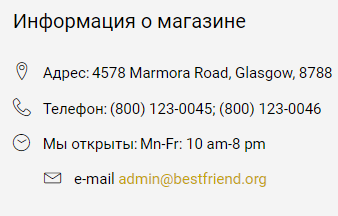 Информация о магазине
Адрес: 4578 Marmora Road, Glasgow, 8788
Телефон: (800) 123-0045; (800) 123-0046
Мы открыты: Mn-Fr: 10 am-8 pm
e-mail admin@bestfriend.org